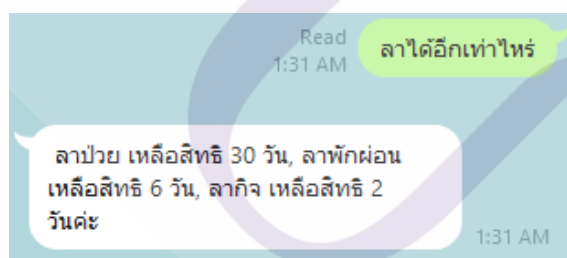 Read
1:31 AM
ลาได้อีกเท่าไหร่
ลาป่วย เหลือสิทธิ 30 วัน, ลาพักผ่อน
เหลือสิทธิ 6 วัน, ลากิจ เหลือสิทธิ 2
วันค่ะ
1:31 AM